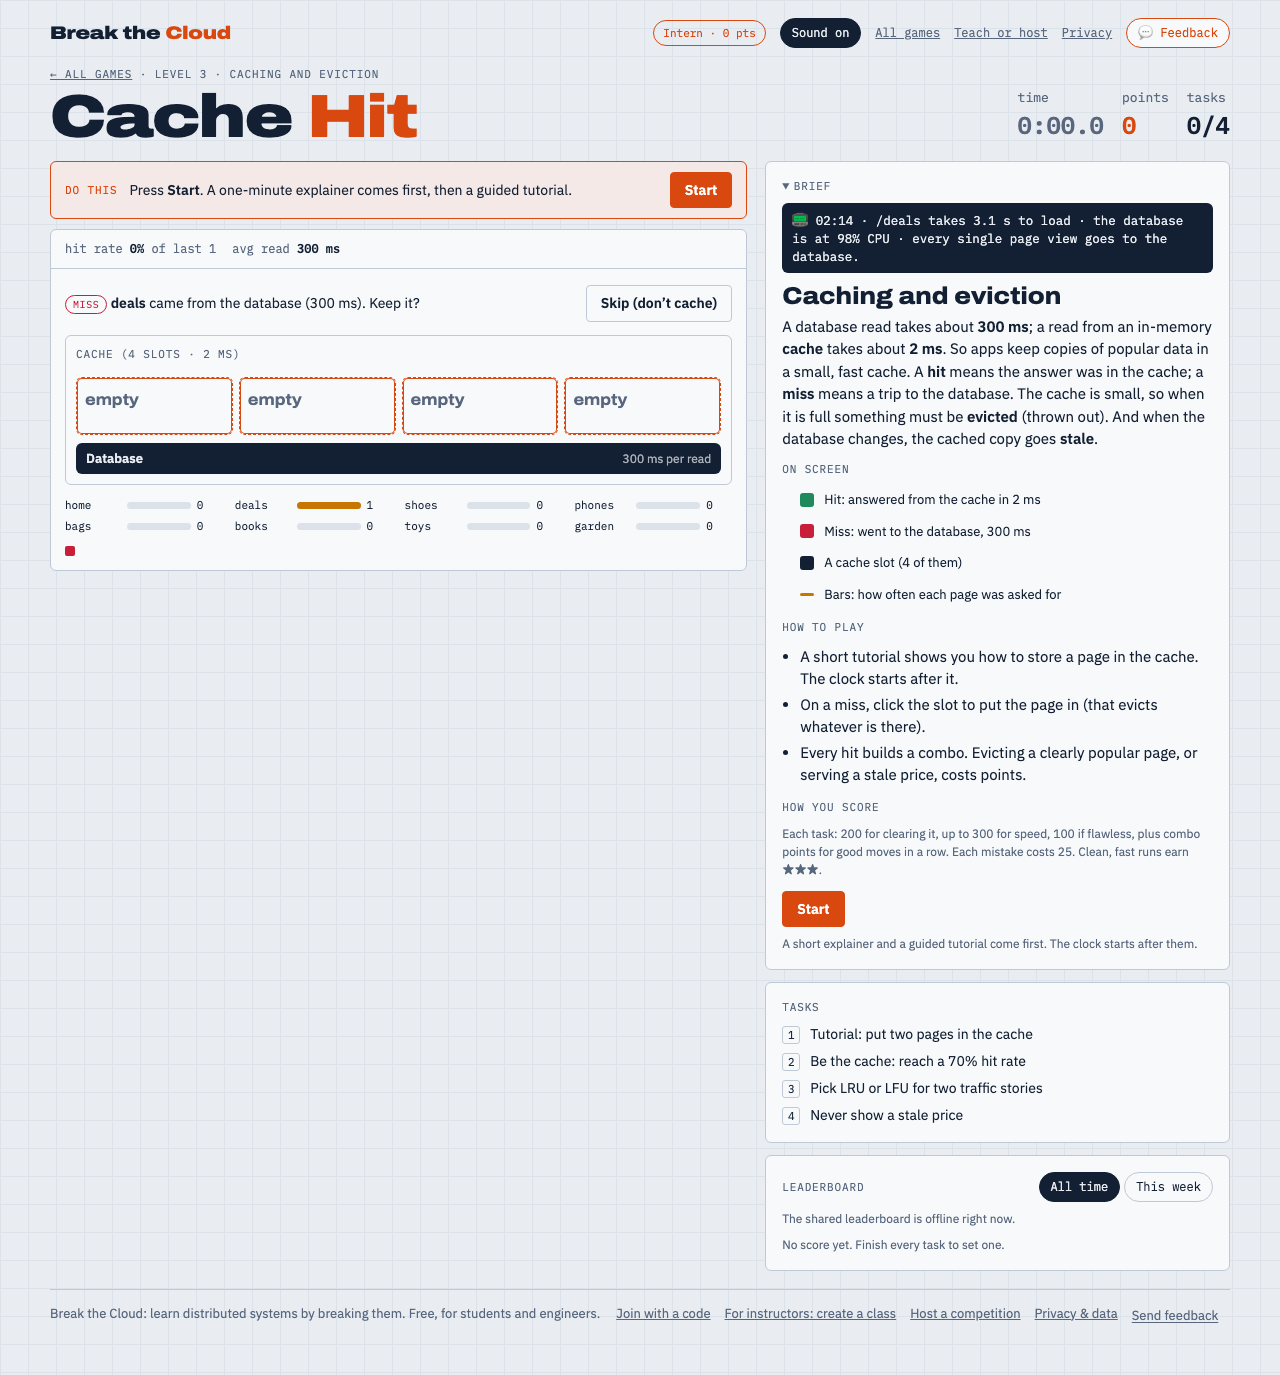 Break the Cloud
Intern · 0 pts
Sound on
All games
Teach or host
Privacy
💬 Feedback
← ALL GAMES · LEVEL 3 · CACHING AND EVICTION
Cache Hit
time
0:00.0
points
0
tasks
0/4
DO THIS Press Start. A one-minute explainer comes first, then a guided tutorial.
Start
hit rate 0% of last 1 avg read 300 ms
MISS deals came from the database (300 ms). Keep it?
Skip (don’t cache)
CACHE (4 SLOTS · 2 MS)
empty
empty
empty
empty
Database 300 ms per read
home 0 deals 1 shoes 0 phones 0
bags 0 books 0 toys 0 garden 0
▼ BRIEF
02:14 · /deals takes 3.1 s to load · the database
is at 98% CPU · every single page view goes to the
database.
Caching and eviction
A database read takes about 300 ms; a read from an in-memory
cache takes about 2 ms. So apps keep copies of popular data in
a small, fast cache. A hit means the answer was in the cache; a
miss means a trip to the database. The cache is small, so when
it is full something must be evicted (thrown out). And when the
database changes, the cached copy goes stale.
ON SCREEN
Hit: answered from the cache in 2 ms
Miss: went to the database, 300 ms
A cache slot (4 of them)
Bars: how often each page was asked for
HOW TO PLAY
• A short tutorial shows you how to store a page in the cache.
The clock starts after it.
• On a miss, click the slot to put the page in (that evicts
whatever is there).
• Every hit builds a combo. Evicting a clearly popular page, or
serving a stale price, costs points.
HOW YOU SCORE
Each task: 200 for clearing it, up to 300 for speed, 100 if flawless, plus combo
points for good moves in a row. Each mistake costs 25. Clean, fast runs earn
★★★.
Start
A short explainer and a guided tutorial come first. The clock starts after them.
TASKS
1 Tutorial: put two pages in the cache
2 Be the cache: reach a 70% hit rate
3 Pick LRU or LFU for two traffic stories
4 Never show a stale price
LEADERBOARD
All time
This week
The shared leaderboard is offline right now.
No score yet. Finish every task to set one.
Break the Cloud: learn distributed systems by breaking them. Free, for students and engineers.
Join with a code
For instructors: create a class
Host a competition
Privacy & data
Send feedback